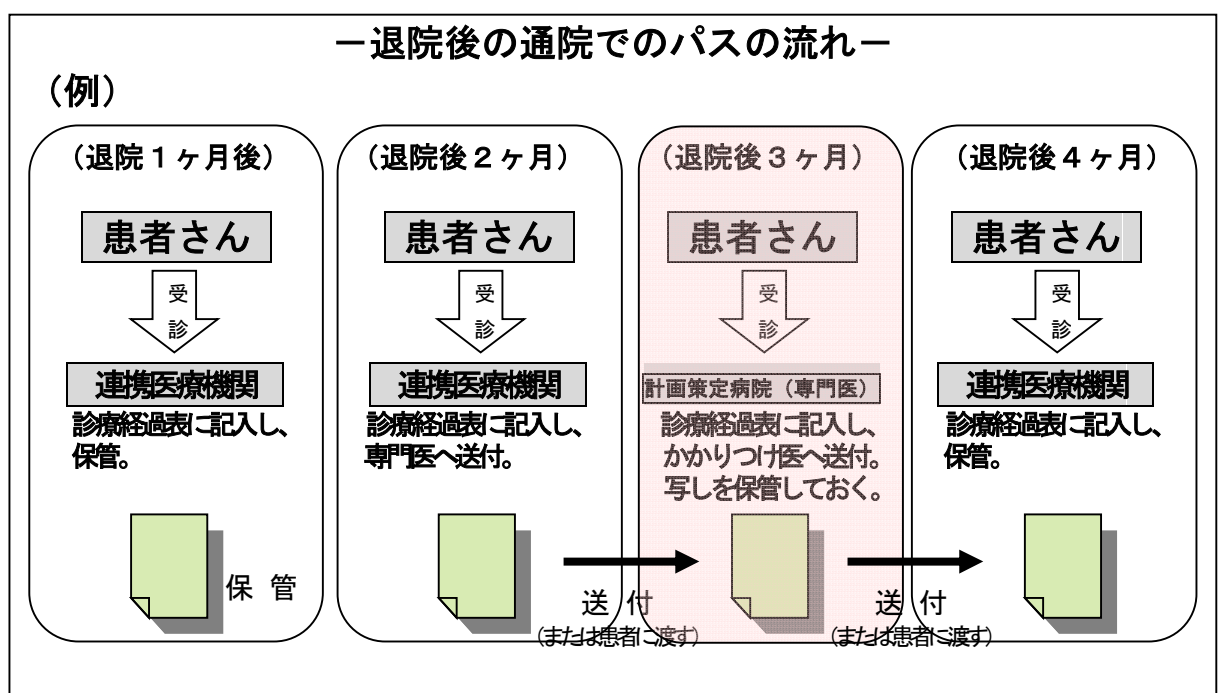 －退院後の通院でのパスの流れ－
（例）
（退院１ヶ月後）
患者さん
受
診
連携医療機関
診療経過表に記入し、
保管。
保 管
（退院後２ヶ月）
患者さん
受
診
連携医療機関
診療経過表に記入し、
専門医へ送付。
送 付
（または患者に渡す）
（退院後３ヶ月）
患者さん
受
診
計画策定病院（専門医）
診療経過表に記入し、
かかりつけ医へ送付。
写しを保管しておく。
送 付
（または患者に渡す）
（退院後４ヶ月）
患者さん
受
診
連携医療機関
診療経過表に記入し、
保管。